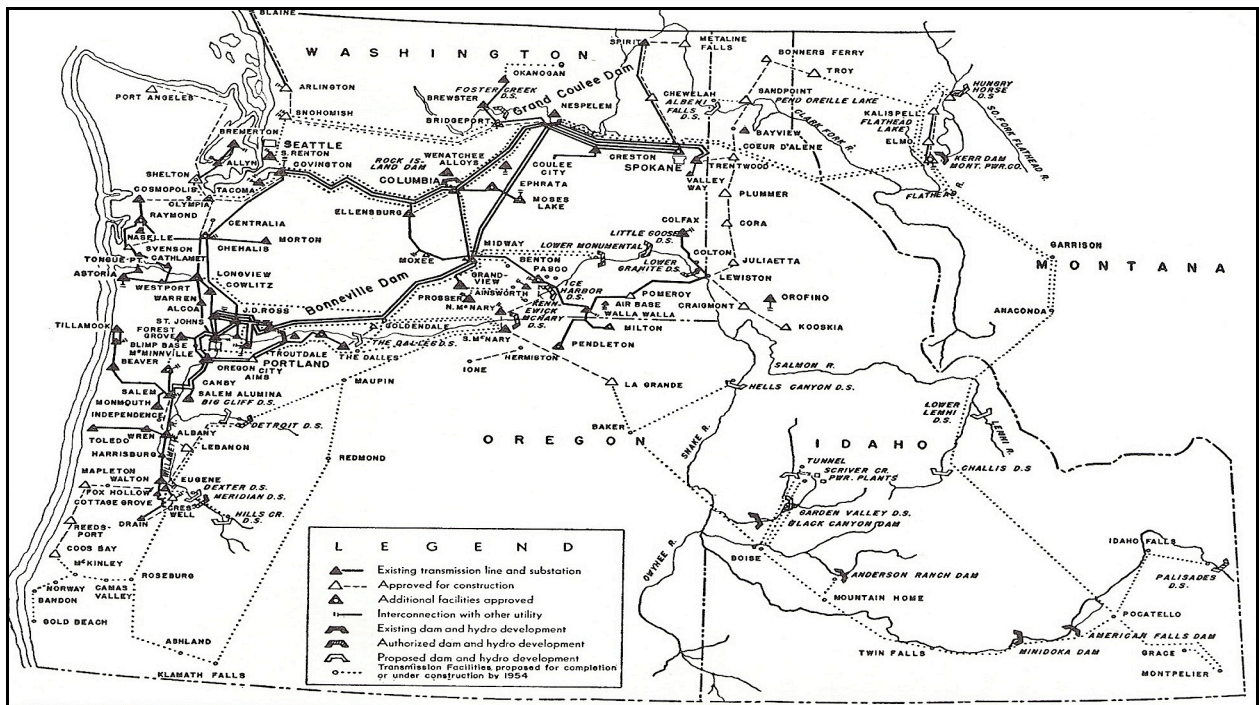 BLAINE
WASHINGTON
SPIRIT
METALINE
FALLS
BONNERS FERRY
TROY
OKANOGAN
FOSTER CREEK
D.S.
Grand Coulee Dam
BREWSTER
BRIDGEPORT
NESPELEM
CHEWELAH
ALBENI
FALLS
D.S.
SANDPOINT
PEND OREILLE LAKE
HUNGRY
HORSE
D.S.
SO. FORK FLATHEAD R.
KALISPELL
(FLATHEAD
LAKE)
ELMO
KERR DAM
MONT. PWR. CO.
CLARK FORK R.
BAYVIEW
COEUR D'ALENE
PORT ANGELES
ARLINGTON
SNOHOMISH
BREMERTON
SEATTLE
S. RENTON
COVINGTON
ALLYN
SHELTON
TACOMA
COSMOPOLIS
OLYMPIA
RAYMOND
ROCK IS-
LAND DAM
WENATCHEE
ALLOYS
COLUMBIA
COULEE
CITY
EPHRATA
MOSES
LAKE
CRESTON
SPOKANE
TRENTWOOD
VALLEY
WAY
FLATHEAD
PLUMMER
CORA
ELLENSBURG
CENTRALIA
CHEHALIS
MORTON
NASELLE
SVENSON
TONGUE PT.
CATHLAMET
ASTORIA
WESTPORT
LONGVIEW
COWLITZ
MOXEE
MIDWAY
COLFAX
LITTLE GOOSE
D.S.
LOWER MONUMENTAL
D.S.
LOWER
GRANITE D.S.
COLTON
JULIAETTA
LEWISTON
GARRISON
MONTANA
ANACONDA
BENTON
PASCO
GRAND-
VIEW
AINSWORTH
ICE
HARBOR
D.S.
PROSSER
N. McNARY
KENN-
EWICK
McNARY
D.S.
POMEROY
AIR BASE
WALLA WALLA
MILTON
CRAIGMONT
OROFINO
KOOSKIA
WARREN
ALCOA
J.D. ROSS
Bonneville Dam
ST. JOHNS
FOREST
GROVE
TILLAMOOK
BLIMP BASE
McMINNVILLE
BEAVER
TROUTDALE
PORTLAND
GOLDENDALE
THE DALLES D.S.
THE DALLES
S. McNARY
PENDLETON
HERMISTON
IONE
OREGON
CITY
AIMS
CANBY
SALEM
SALEM ALUMINA
MONMOUTH
BIG CLIFF D.S.
INDEPENDENCE
DETROIT D.S.
MAUPIN
LA GRANDE
BAKER
SALMON R.
HELLS CANYON D.S.
SNAKE R.
LOWER
LEMHI
D.S.
LEMHI R.
TOLEDO
WREN
ALBANY
LEBANON
HARRISBURG
OREGON
IDAHO
REDMOND
CHALLIS D.S
TUNNEL
SCRIVER CR.
PWR. PLANTS
GARDEN VALLEY D.S.
BLACK CANYON DAM
MAPLETON
WALTON
EUGENE
DEXTER D.S.
MERIDIAN D.S.
FOX HOLLOW
COTTAGE GROVE
CRES-
WELL
HILLS CR.
D.S.
DRAIN
REEDS-
PORT
COOS BAY
McKINLEY
NORWAY
BANDON
CAMAS
VALLEY
ROSEBURG
GOLD BEACH
ASHLAND
KLAMATH FALLS
OWYHEE R.
BOISE
ANDERSON RANCH DAM
MOUNTAIN HOME
TWIN FALLS
MINIDOKA DAM
AMERICAN FALLS DAM
IDAHO FALLS
PALISADES
D.S.
POCATELLO
GRACE
MONTPELIER
LEGEND
Existing transmission line and substation
Approved for construction
Additional facilities approved
Interconnection with other utility
Existing dam and hydro development
Authorized dam and hydro development
Proposed dam and hydro development
Transmission Facilities proposed for completion
or under construction by 1954